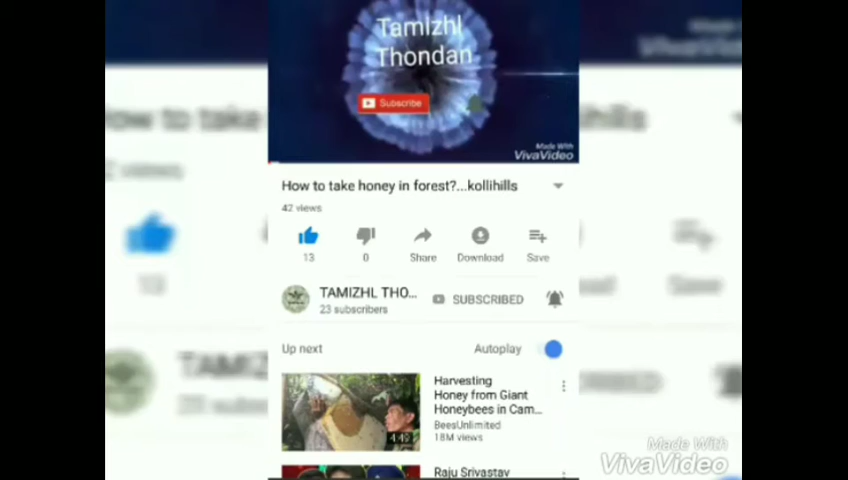 Tamizhl
Thondan
Subscribe
Made With
VivaVideo
How to take honey in forest?...kollihills
42 views
13
0
Share
Download
Save
TAMIZHL THO...
SUBSCRIBED
23 subscribers
Up next
Autoplay
Harvesting
Honey from Giant
Honeybees in Cam...
BeesUnlimited
18M views
4:49
Raju Srivastav
Made With
VivaVideo